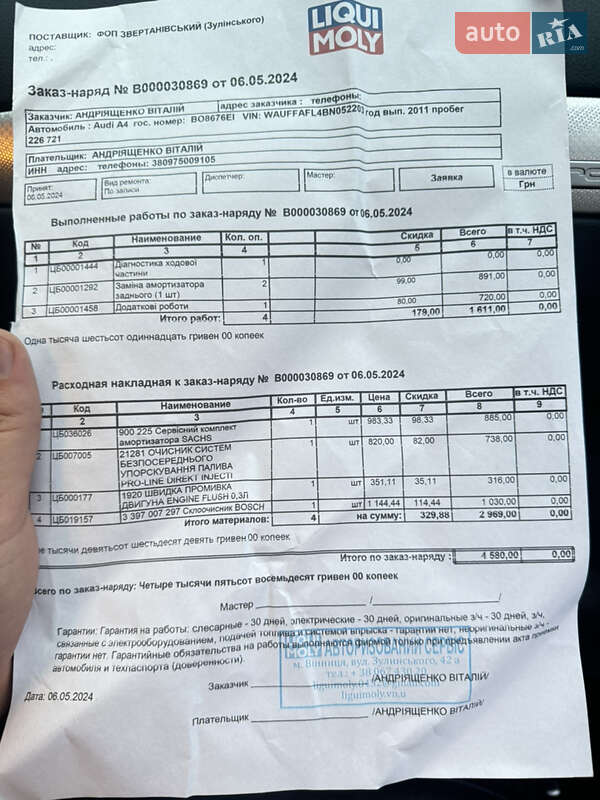 LIQUI
MOLY
auto RIA .com
ПОСТАВЩИК: ФОП ЗВЕРТАНІВСЬКИЙ (Зулінського)
адрес:
тел.: .
Заказ-наряд № В000030869 от 06.05.2024
Заказчик: АНДРІЯЩЕНКО ВІТАЛІЙ адрес заказчика : телефоны:
Автомобиль : Audi A4 гос. номер: BO8676EI VIN: WAUFFAFL4BN052203 год вып. 2011 пробег
226 721
Плательщик: АНДРІЯЩЕНКО ВІТАЛІЙ
ИНН адрес: телефоны: 380975009105
Принят: 06.05.2024 Вид ремонта: По записи Диспетчер: Мастер: Заявка в валюте Грн
Выполненные работы по заказ-наряду № В000030869 от 06.05.2024
№ Код Наименование Кол. оп. Скидка Всего в т.ч. НДС
1 2 3 4 5 6 7
1 ЦБ00001444 Діагностика ходової частини 1 0,00 0,00 0,00
2 ЦБ00001292 Заміна амортизатора заднього (1 шт) 2 99,00 891,00 0,00
3 ЦБ00001458 Додаткові роботи 1 80,00 720,00 0,00
Итого работ: 4 179,00 1 611,00 0,00
Одна тысяча шестьсот одиннадцать гривен 00 копеек
Расходная накладная к заказ-наряду № В000030869 от 06.05.2024
Код Наименование Кол-во Ед.изм. Цена Скидка Всего в т.ч. НДС
2 3 4 5 6 7 8 9
ЦБ036026 900 225 Сервісний комплект амортизатора SACHS 1 шт 983,33 98,33 885,00 0,00
2 ЦБ007005 21281 ОЧИСНИК СИСТЕМ БЕЗПОСЕРЕДНЬОГО УПОРСКУВАННЯ ПАЛИВА PRO-LINE DIREKT INJECTI 1 шт 820,00 82,00 738,00 0,00
3 ЦБ000177 1920 ШВИДКА ПРОМИВКА ДВИГУНА ENGINE FLUSH 0,3Л 1 шт 351,11 35,11 316,00 0,00
4 ЦБ019157 3 397 007 297 Склоочисник BOSCH 1 шт 1 144,44 114,44 1 030,00 0,00
Итого материалов: 4 на сумму: 329,88 2 969,00 0,00
тысячи девятьсот шестьдесят девять гривен 00 копеек
Итого по заказ-наряду : 4 580,00 0,00
Всего по заказ-наряду: Четыре тысячи пятьсот восемьдесят гривен 00 копеек
Мастер / /
Гарантии: Гарантия на работы: слесарные - 30 дней, электрические - 30 дней, оригинальные з/ч - 30 дней, з/ч,
связанные с электрооборудованием, подачей топлива и системой впрыска - гарантии нет, неоригинальные з/ч -
гарантии нет. Гарантийные обязательства на работы выполняются фирмой только при предъявлении акта приемки
автомобиля и техпаспорта (доверенности).
LIQUI MOLY АВТОРИЗОВАНИЙ СЕРВІС
м. Вінниця, вул. Зулинського, 42 а
Заказчик /АНДРІЯЩЕНКО ВІТАЛІЙ/
liguimoly.vn.u
Дата: 06.05.2024
Плательщик /АНДРІЯЩЕНКО ВІТАЛІЙ/